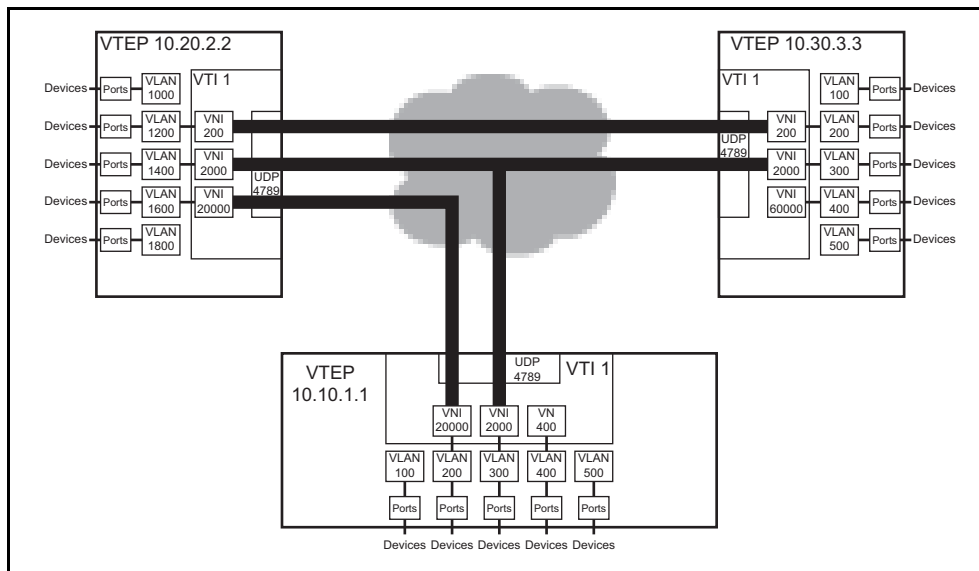 VTEP 10.20.2.2
VTI 1
Devices
Ports
VLAN
1000
Devices
Ports
VLAN
1200
VNI
200
Devices
Ports
VLAN
1400
VNI
2000
UDP
4789
Devices
Ports
VLAN
1600
VNI
20000
Devices
Ports
VLAN
1800
VTEP 10.30.3.3
VTI 1
VLAN
100
Ports
Devices
UDP
4789
VNI
200
VLAN
200
Ports
Devices
VNI
2000
VLAN
300
Ports
Devices
VNI
60000
VLAN
400
Ports
Devices
VLAN
500
Ports
Devices
VTEP
10.10.1.1
UDP
4789
VTI 1
VNI
20000
VNI
2000
VN
400
VLAN
100
VLAN
200
VLAN
300
VLAN
400
VLAN
500
Ports
Ports
Ports
Ports
Ports
Devices Devices Devices Devices Devices